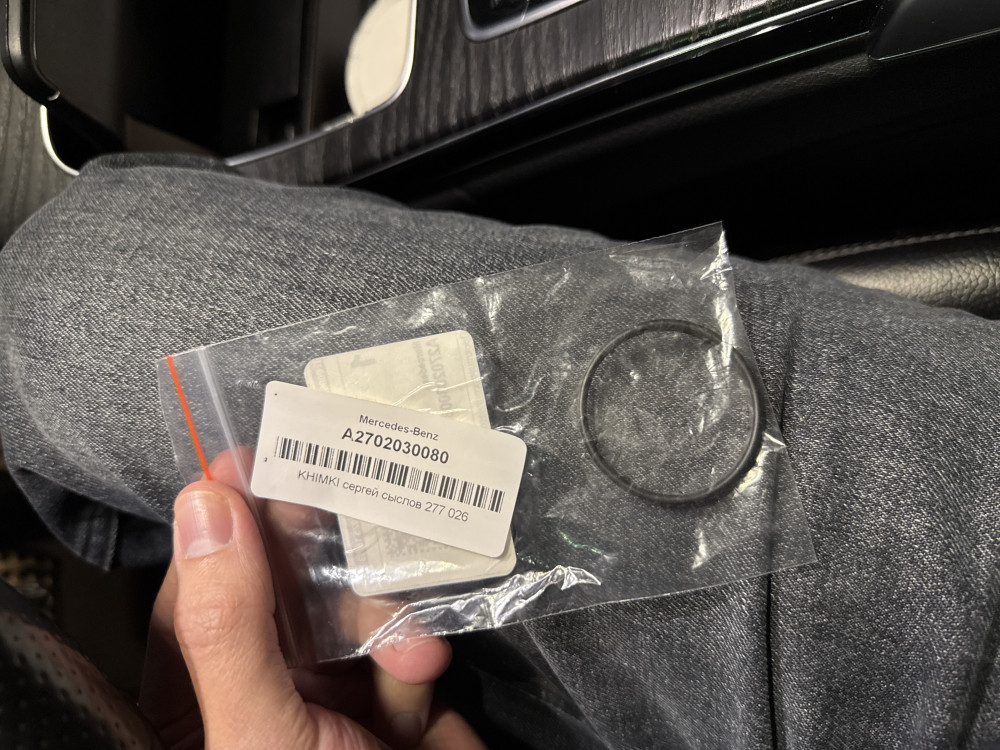 Mercedes-Benz
A2702030080
KHIMKI сергей сыслов 277 026